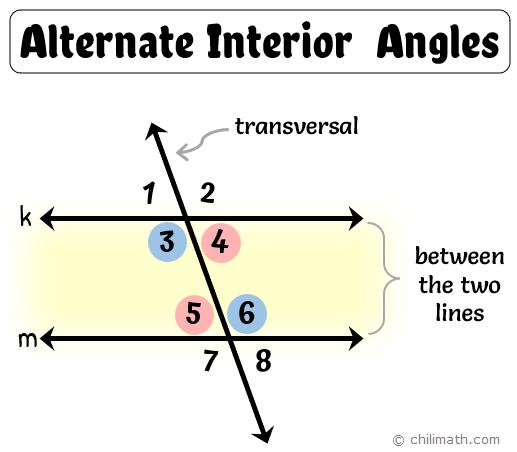 Alternate Interior Angles
transversal
1 2
k
3 4
between
the two
lines
5 6
m
7 8
© chilimath.com